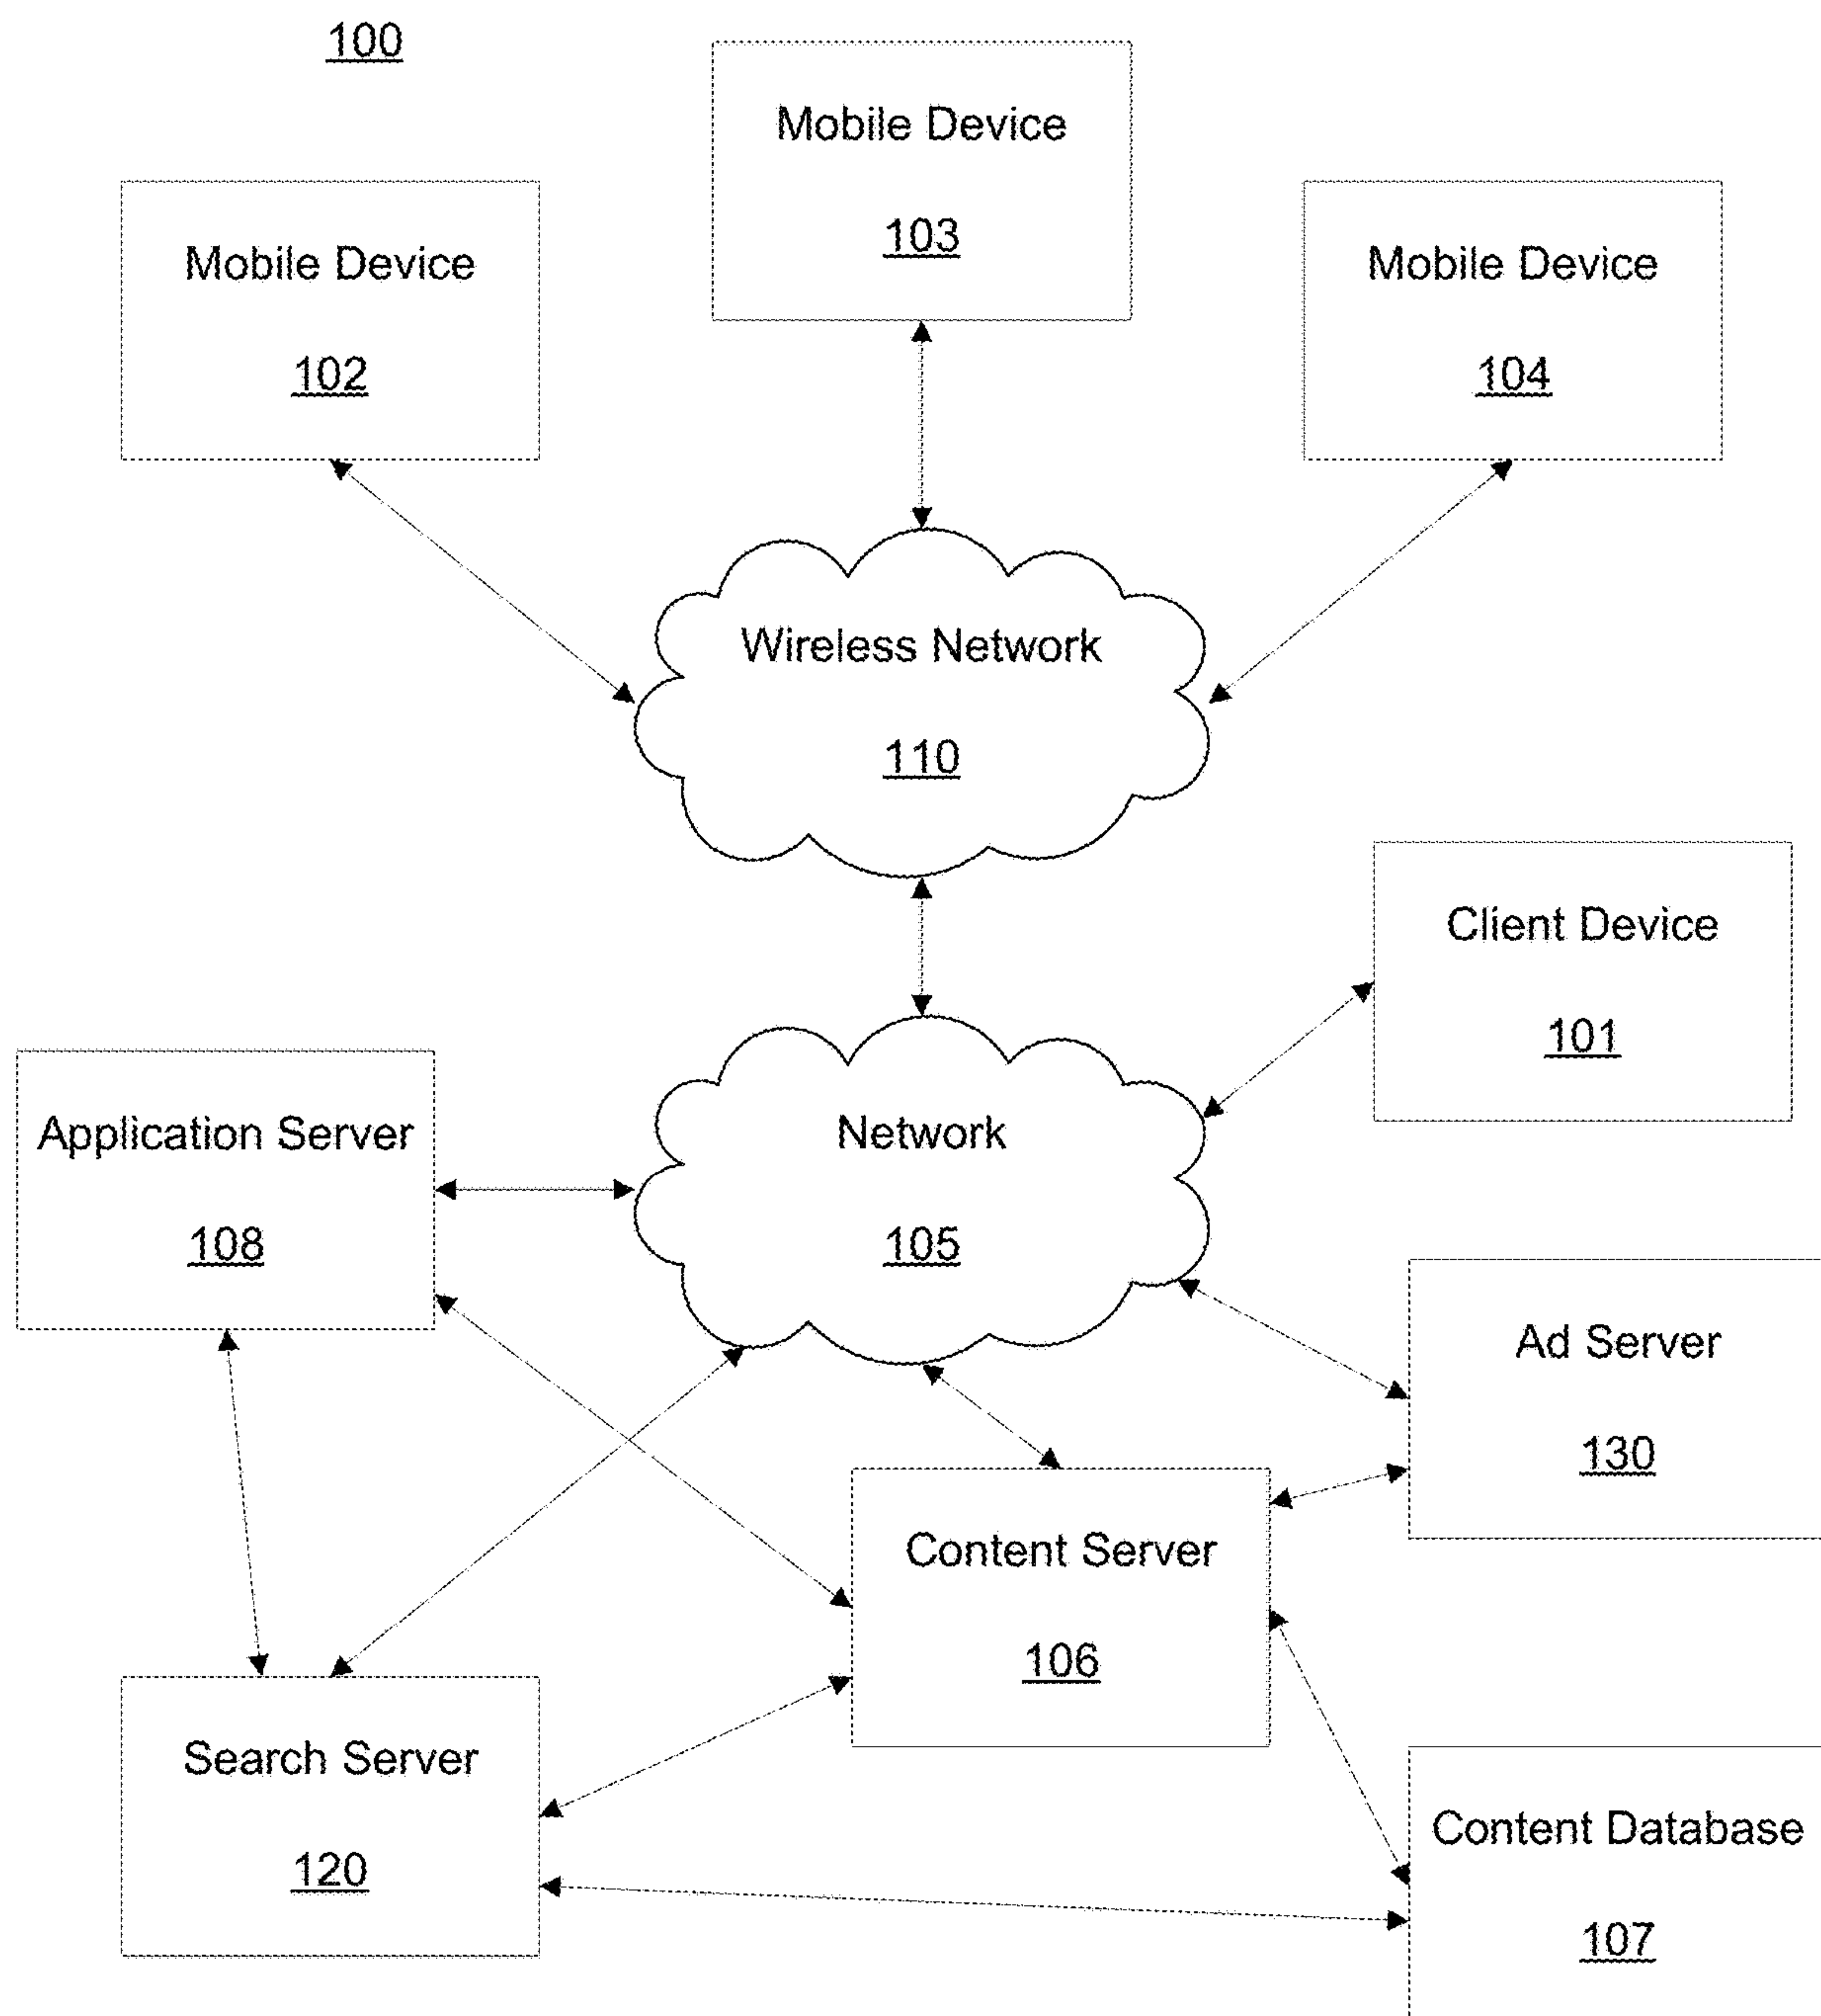 100
Mobile Device
103
Mobile Device
102
Mobile Device
104
Wireless Network
110
Client Device
101
Application Server
108
Network
105
Ad Server
130
Content Server
106
Search Server
120
Content Database
107